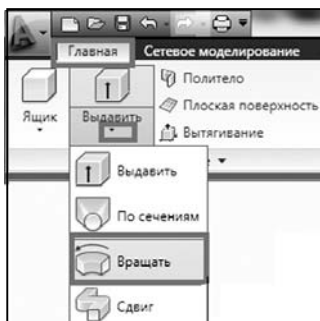 Главная Сетевое моделирование
Политело
Плоская поверхность
Ящик Выдавить Вытягивание
Выдавить
По сечениям
Вращать
Сдвиг